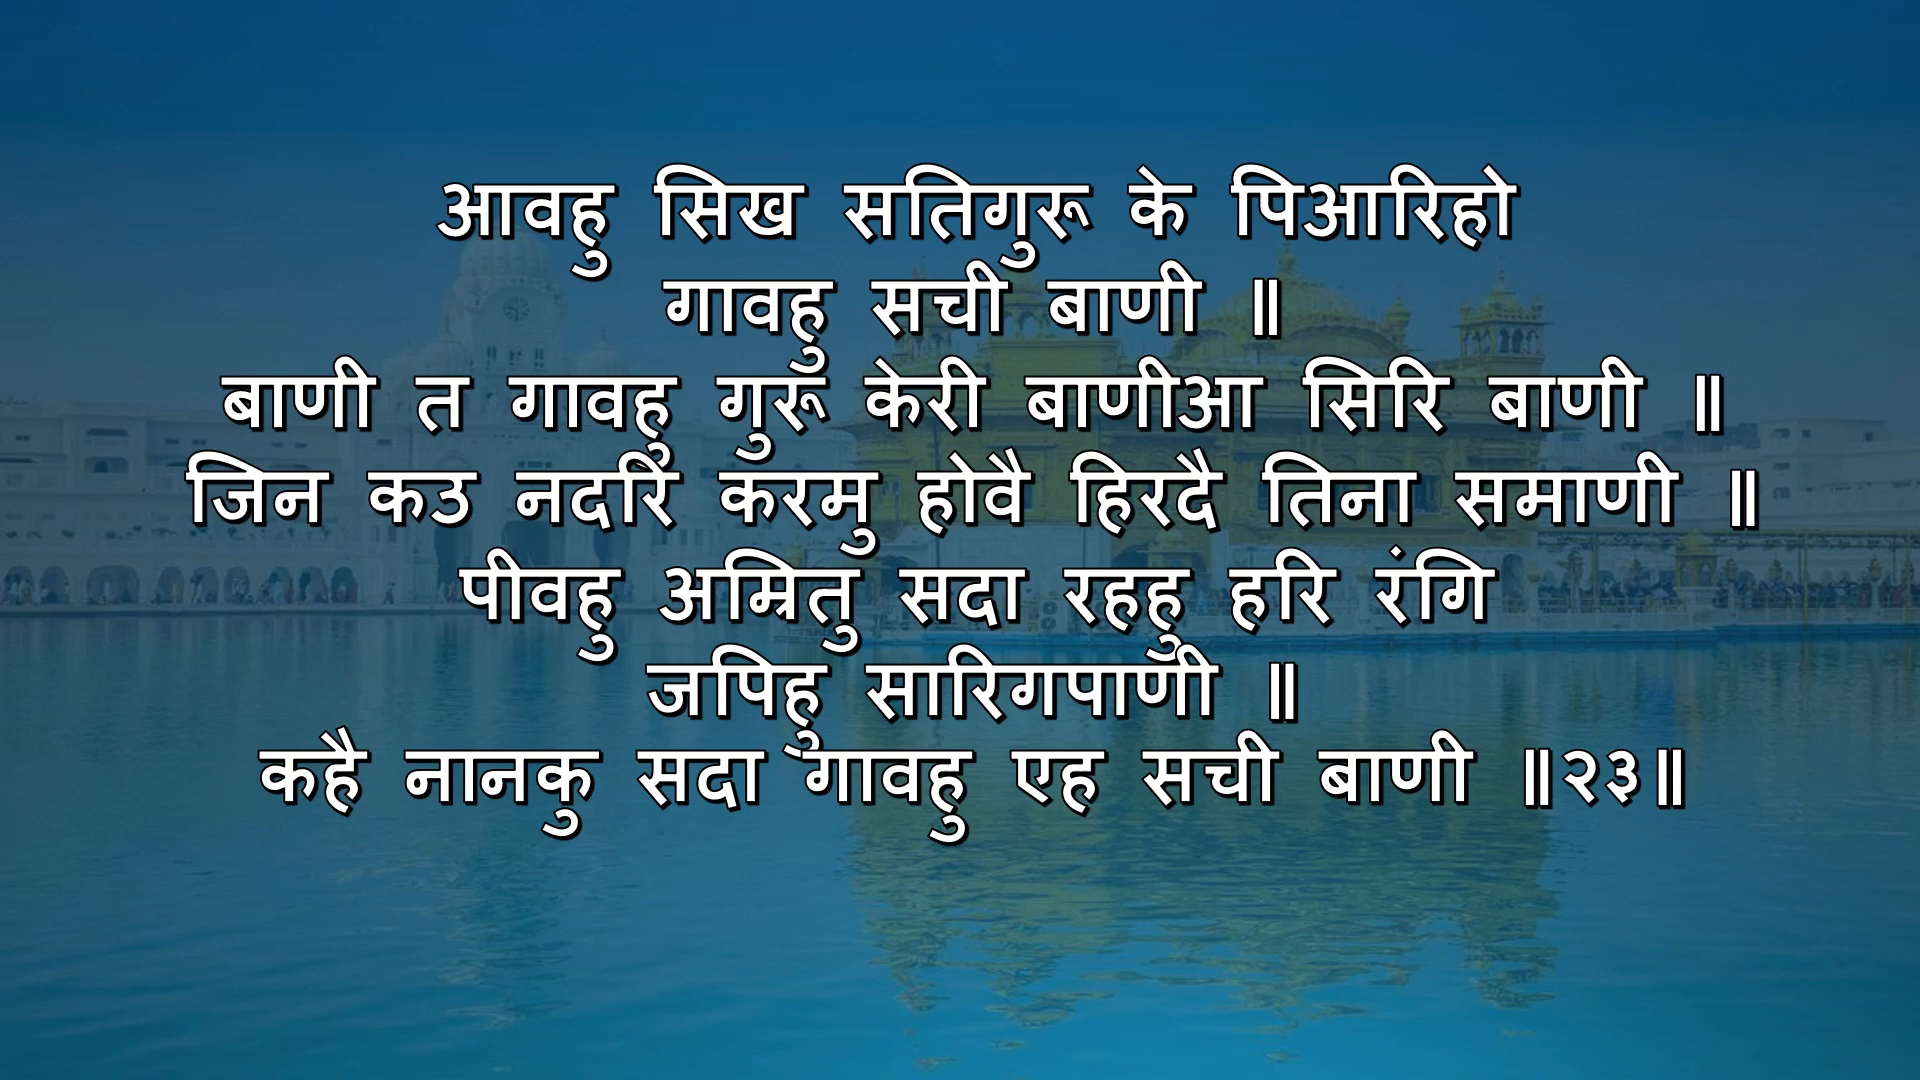 आवहु सिख सतिगुरू के पिआरिहो
गावहु सची बाणी ॥
बाणी त गावहु गुरू केरी बाणीआ सिरि बाणी ॥
जिन कउ नदरि करमु होवै हिरदै तिना समाणी ॥
पीवहु अम्रितु सदा रहहु हरि रंगि
जपिहु सारिगपाणी ॥
कहै नानकु सदा गावहु एह सची बाणी ॥२३॥